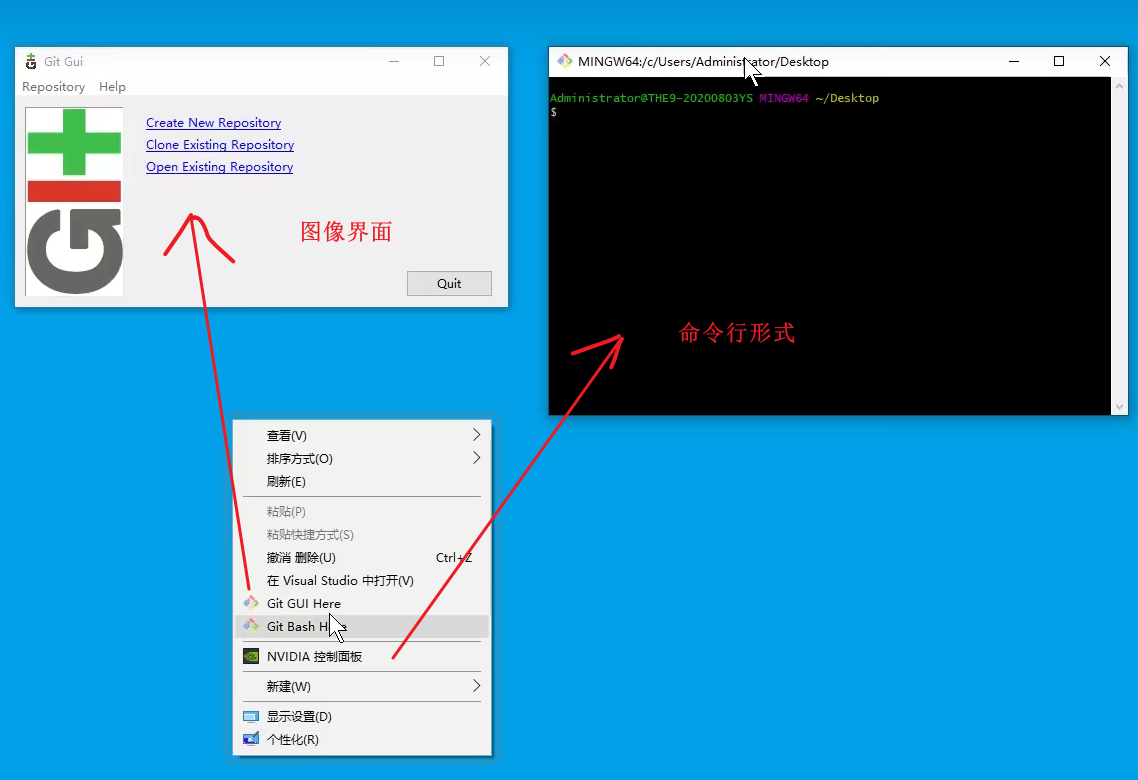 Git Gui
Repository Help
GIT
Create New Repository
Clone Existing Repository
Open Existing Repository
图像界面
Quit
MINGW64:/c/Users/Administrator/Desktop
Administrator@THE9-20200803YS MINGW64 ~/Desktop
$
命令行形式
查看(V)
排序方式(O)
刷新(E)
粘贴(P)
粘贴快捷方式(S)
撤消 删除(U) Ctrl+Z
在 Visual Studio 中打开(V)
Git GUI Here
Git Bash Here
NVIDIA 控制面板
新建(W)
显示设置(D)
个性化(R)